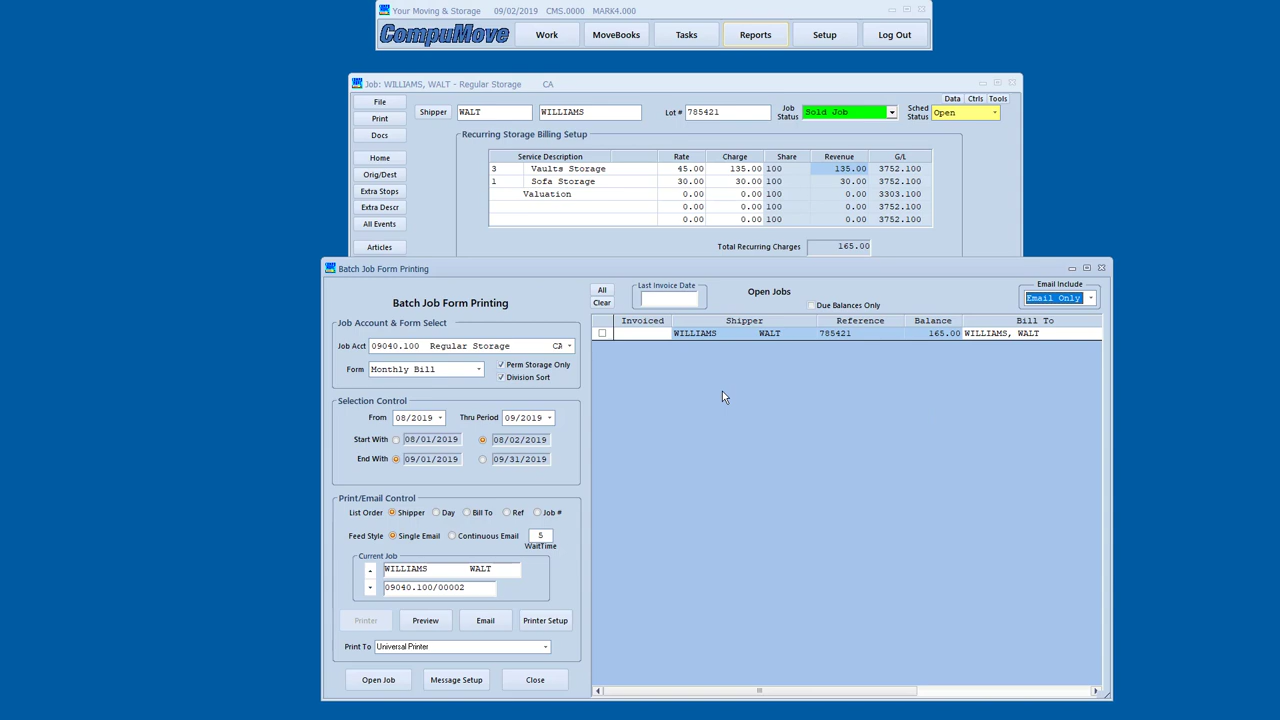 Your Moving & Storage 09/02/2019 CMS.0000 MARK4.000
CompuMove Work MoveBooks Tasks Reports Setup Log Out
Job: WILLIAMS, WALT - Regular Storage CA
Data Ctrls Tools
File Shipper WALT WILLIAMS Lot # 785421 Job Status Sold Job Sched Status Open
Print
Docs
Home
Orig/Dest
Extra Stops
Extra Descr
All Events
Articles
Recurring Storage Billing Setup
Service Description Rate Charge Share Revenue G/L
3 Vaults Storage 45.00 135.00 100 135.00 3752.100
1 Sofa Storage 30.00 30.00 100 30.00 3752.100
Valuation 0.00 0.00 100 0.00 3303.100
0.00 0.00 100 0.00 3752.100
0.00 0.00 100 0.00 3752.100
Total Recurring Charges 165.00
Batch Job Form Printing
Batch Job Form Printing
Job Account & Form Select
Job Acct 09040.100 Regular Storage CA
Form Monthly Bill Perm Storage Only
Division Sort
Selection Control
From 08/2019 Thru Period 09/2019
Start With 08/01/2019 08/02/2019
End With 09/01/2019 09/31/2019
Print/Email Control
List Order Shipper Day Bill To Ref Job #
Feed Style Single Email Continuous Email 5
WaitTime
Current Job
WILLIAMS WALT
09040.100/00002
Printer Preview Email Printer Setup
Print To Universal Printer
Open Job Message Setup Close
All
Clear
Last Invoice Date
Open Jobs
Due Balances Only
Email Include
Email Only
Invoiced Shipper Reference Balance Bill To
WILLIAMS WALT 785421 165.00 WILLIAMS, WALT